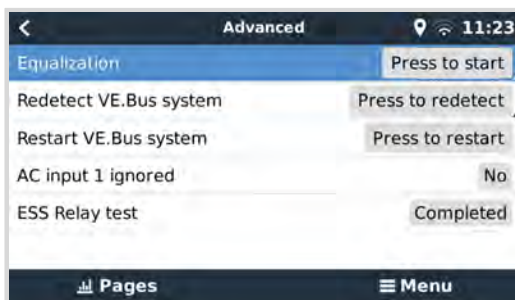 Advanced 11:23
Equalization Press to start
Redetect VE.Bus system Press to redetect
Restart VE.Bus system Press to restart
AC input 1 ignored No
ESS Relay test Completed
Pages Menu